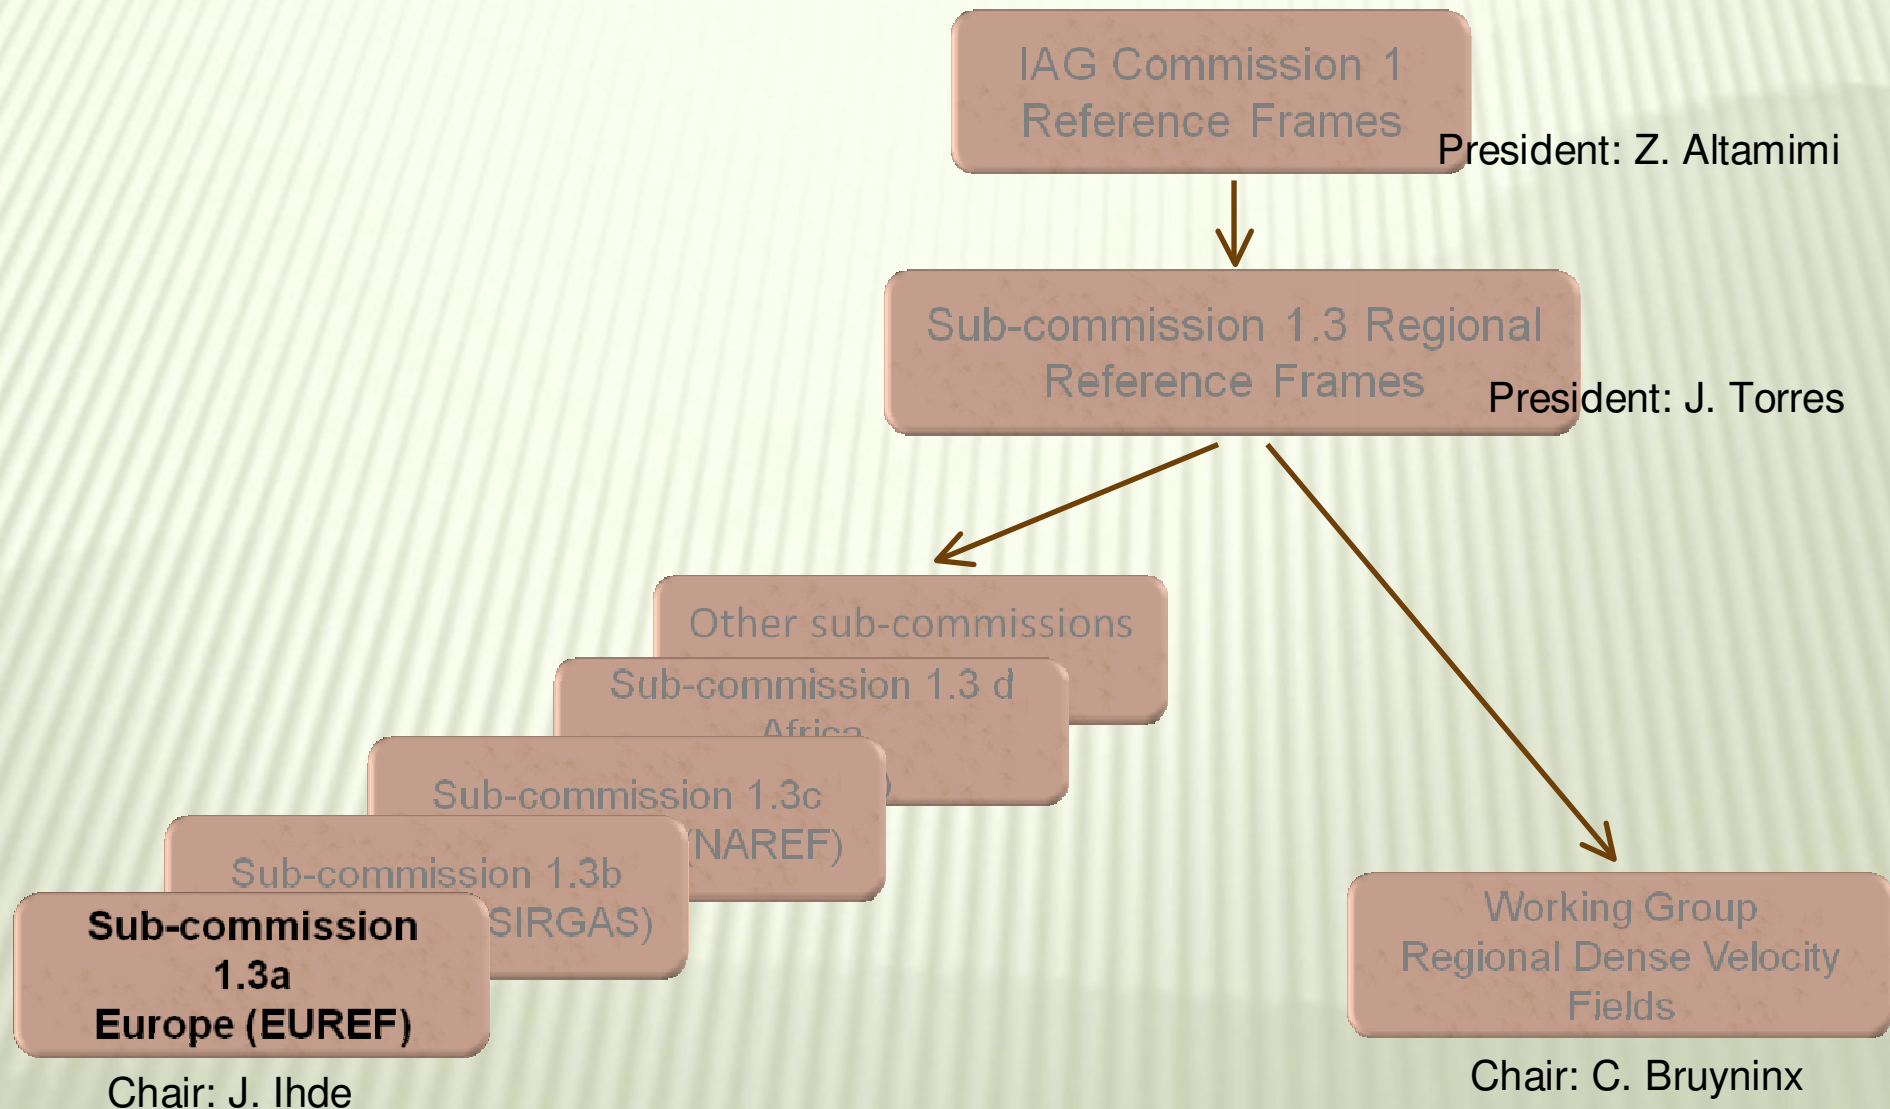 IAG Commission 1
Reference Frames
President: Z. Altamimi
Sub-commission 1.3 Regional
Reference Frames
President: J. Torres
Other sub-commissions
Sub-commission 1.3 d
Africa
)
Sub-commission 1.3c
(NAREF)
Sub-commission 1.3b
SIRGAS)
Sub-commission
1.3a
Europe (EUREF)
Chair: J. Ihde
Working Group
Regional Dense Velocity
Fields
Chair: C. Bruyninx